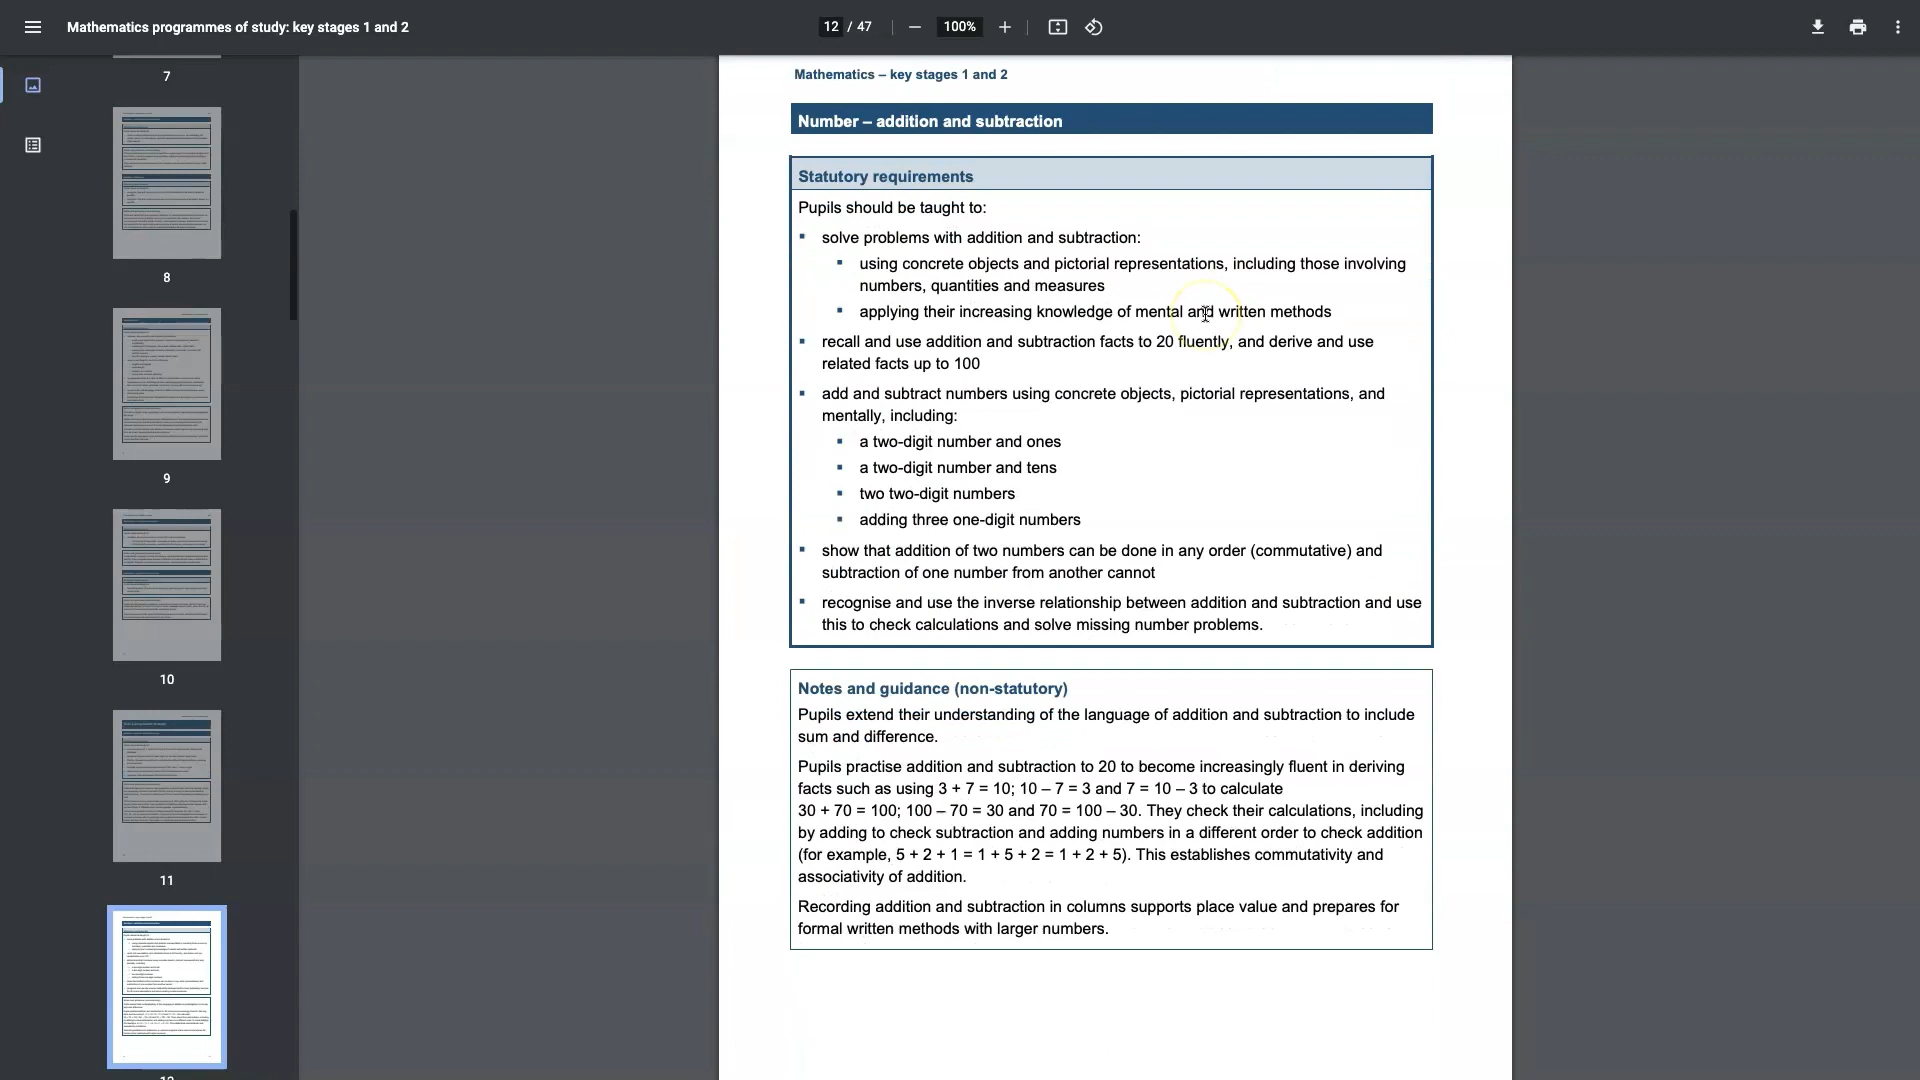 Mathematics programmes of study: key stages 1 and 2
12 / 47
100%
7
8
9
10
11
Mathematics – key stages 1 and 2
Number – addition and subtraction
Statutory requirements
Pupils should be taught to:
▪ solve problems with addition and subtraction:
▪ using concrete objects and pictorial representations, including those involving
numbers, quantities and measures
▪ applying their increasing knowledge of mental and written methods
▪ recall and use addition and subtraction facts to 20 fluently, and derive and use
related facts up to 100
▪ add and subtract numbers using concrete objects, pictorial representations, and
mentally, including:
▪ a two-digit number and ones
▪ a two-digit number and tens
▪ two two-digit numbers
▪ adding three one-digit numbers
▪ show that addition of two numbers can be done in any order (commutative) and
subtraction of one number from another cannot
▪ recognise and use the inverse relationship between addition and subtraction and use
this to check calculations and solve missing number problems.
Notes and guidance (non-statutory)
Pupils extend their understanding of the language of addition and subtraction to include
sum and difference.
Pupils practise addition and subtraction to 20 to become increasingly fluent in deriving
facts such as using 3 + 7 = 10; 10 – 7 = 3 and 7 = 10 – 3 to calculate
30 + 70 = 100; 100 – 70 = 30 and 70 = 100 – 30. They check their calculations, including
by adding to check subtraction and adding numbers in a different order to check addition
(for example, 5 + 2 + 1 = 1 + 5 + 2 = 1 + 2 + 5). This establishes commutativity and
associativity of addition.
Recording addition and subtraction in columns supports place value and prepares for
formal written methods with larger numbers.